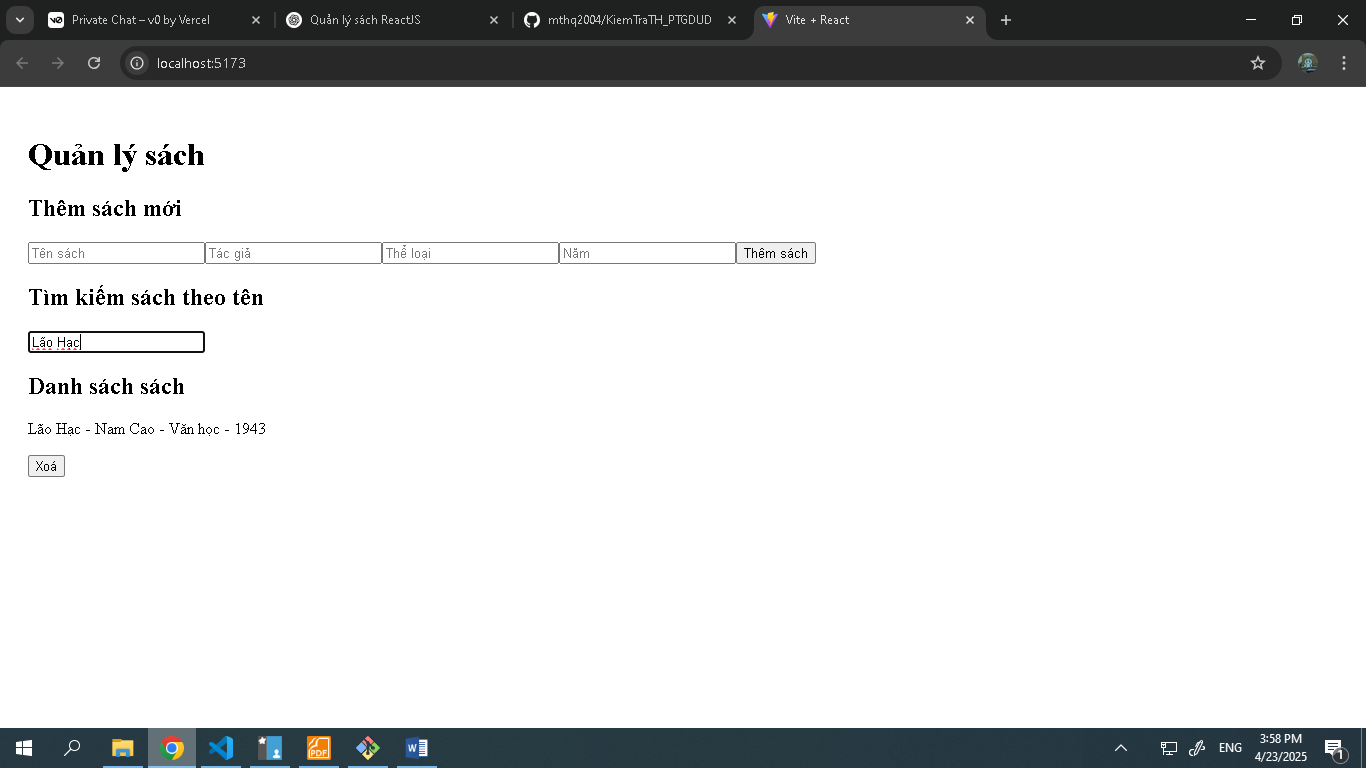 Private Chat – v0 by Vercel
Quản lý sách ReactJS
mthq2004/KiemTraTH_PTGDUD
Vite + React
localhost:5173
Quản lý sách
Thêm sách mới
Tên sách Tác giả Thể loại Năm Thêm sách
Tìm kiếm sách theo tên
Lão Hạc
Danh sách sách
Lão Hạc - Nam Cao - Văn học - 1943
Xoá
PDF
W
ENG
3:58 PM
4/23/2025
1